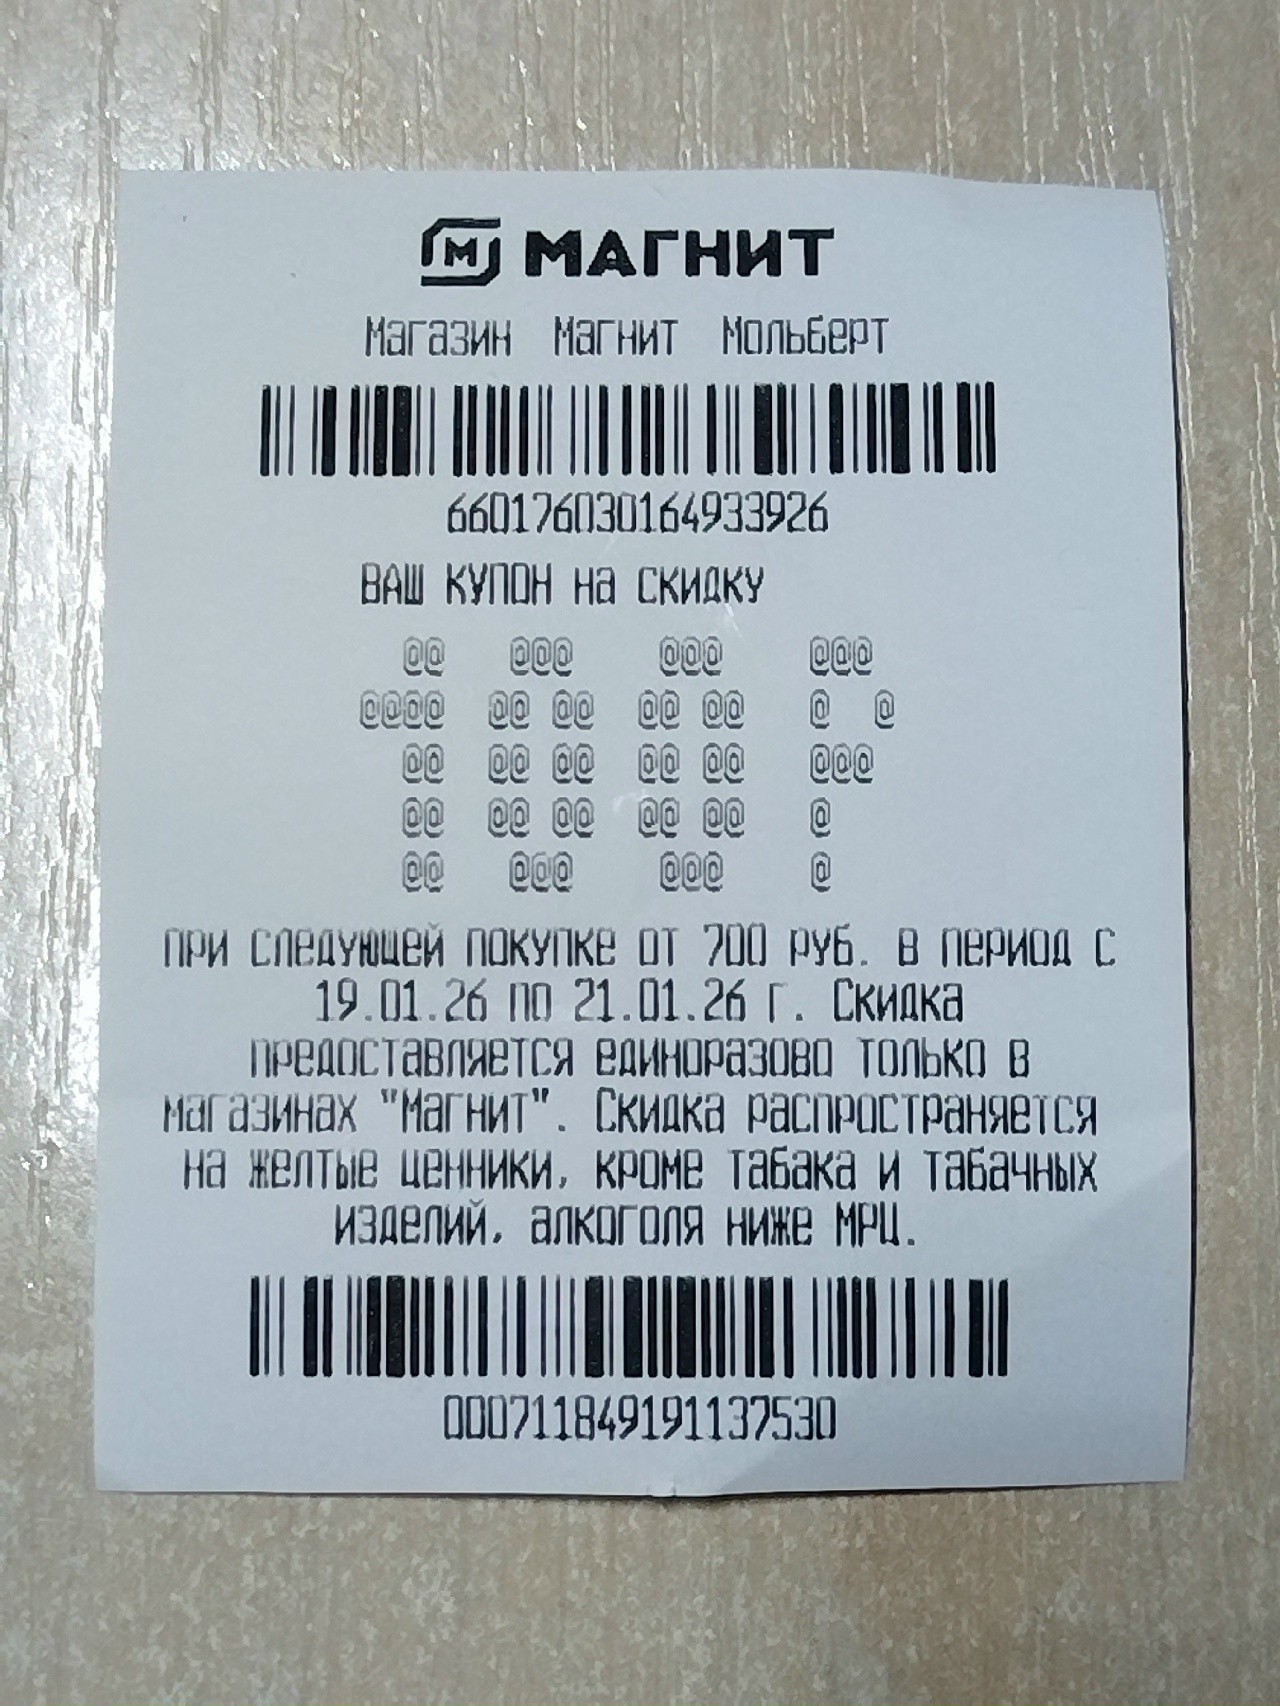 М МАГНИТ
Магазин Магнит Мольберт
660176030164933926
ВАШ КУПОН на СКИДКУ
@@ @@@ @@@ @@@
@@@@ @@ @@ @@ @@ @ @
@@ @@ @@ @@ @@ @@@
@@ @@ @@ @@ @@ @
@@ @@@ @@@ @
при следующей покупке от 700 руб. в период с
19.01.26 по 21.01.26 г. Скидка
предоставляется единоразово только в
магазинах "Магнит". Скидка распространяется
на желтые ценники, кроме табака и табачных
изделий, алкоголя ниже МРЦ.
000711849191137530